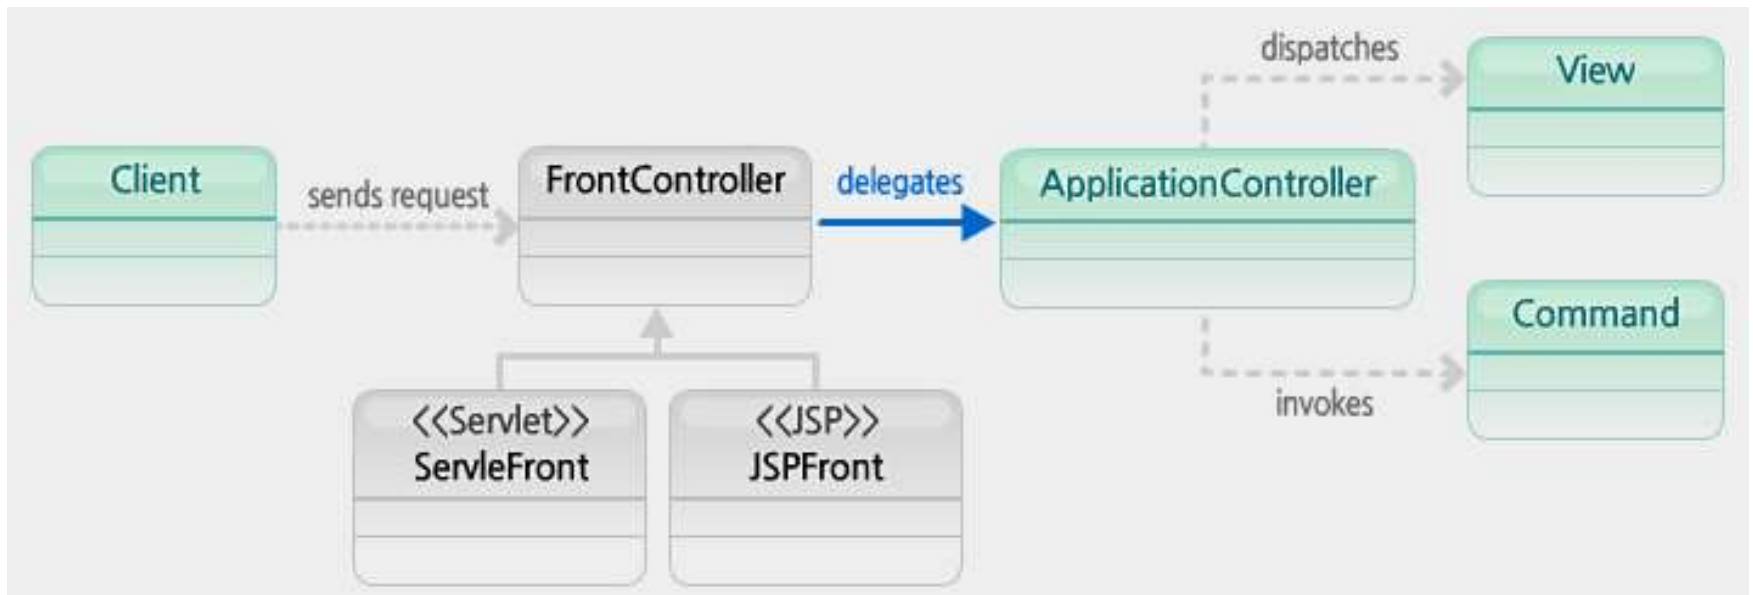 dispatches
View
Client
sends request
FrontController
delegates
ApplicationController
Command
invokes
<<Servlet>>
ServleFront
<<JSP>>
JSPFront